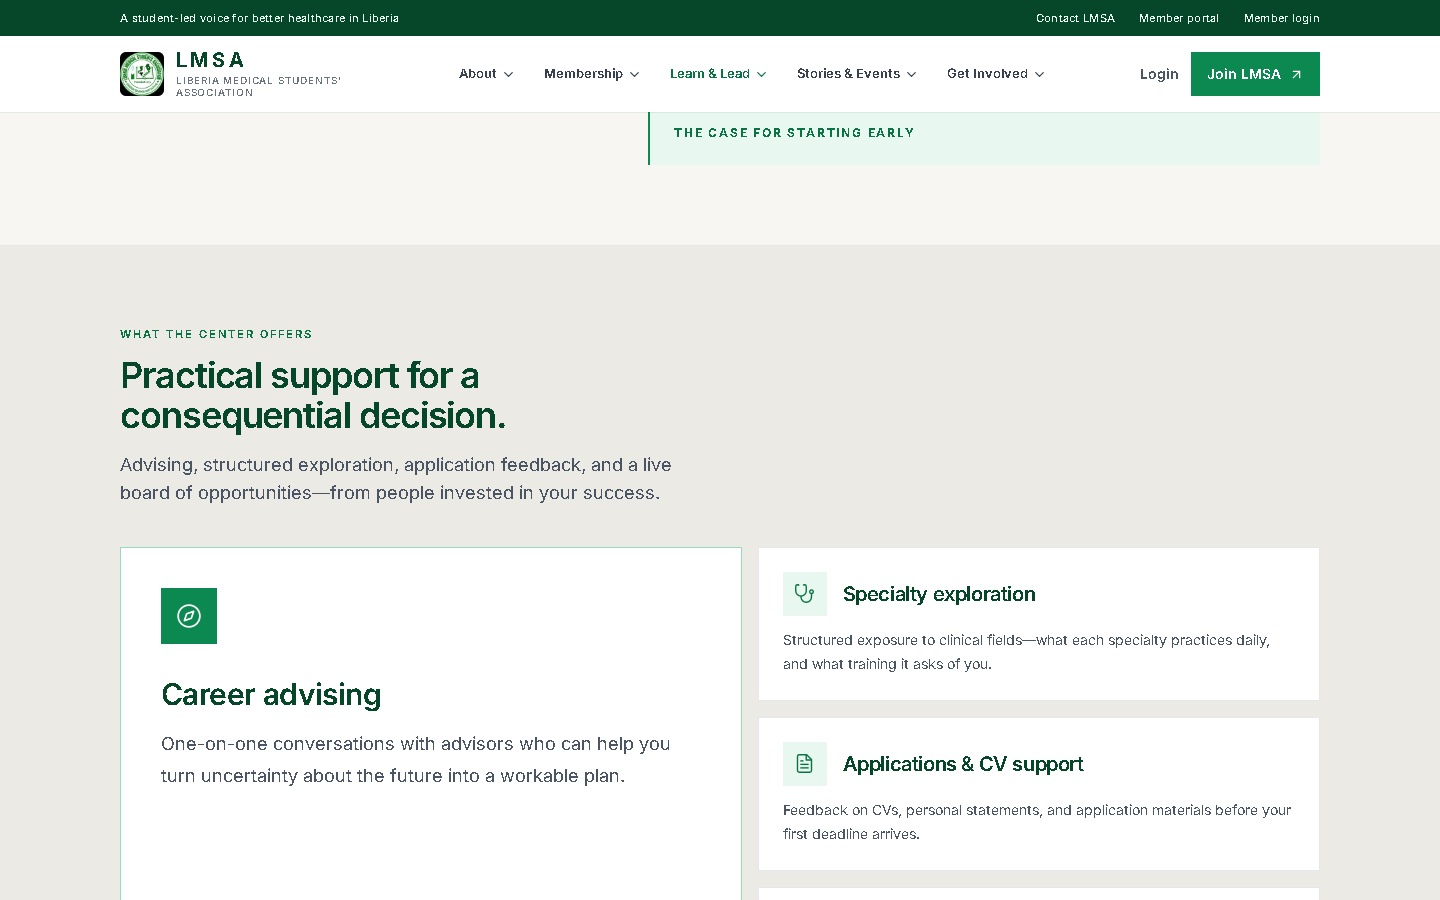 A student-led voice for better healthcare in Liberia
Contact LMSA
Member portal
Member login
LMSA
LIBERIA MEDICAL STUDENTS'
ASSOCIATION
About
Membership
Learn & Lead
Stories & Events
Get Involved
Login
Join LMSA
THE CASE FOR STARTING EARLY
WHAT THE CENTER OFFERS
Practical support for a
consequential decision.
Advising, structured exploration, application feedback, and a live
board of opportunities—from people invested in your success.
Career advising
One-on-one conversations with advisors who can help you
turn uncertainty about the future into a workable plan.
Specialty exploration
Structured exposure to clinical fields—what each specialty practices daily,
and what training it asks of you.
Applications & CV support
Feedback on CVs, personal statements, and application materials before your
first deadline arrives.